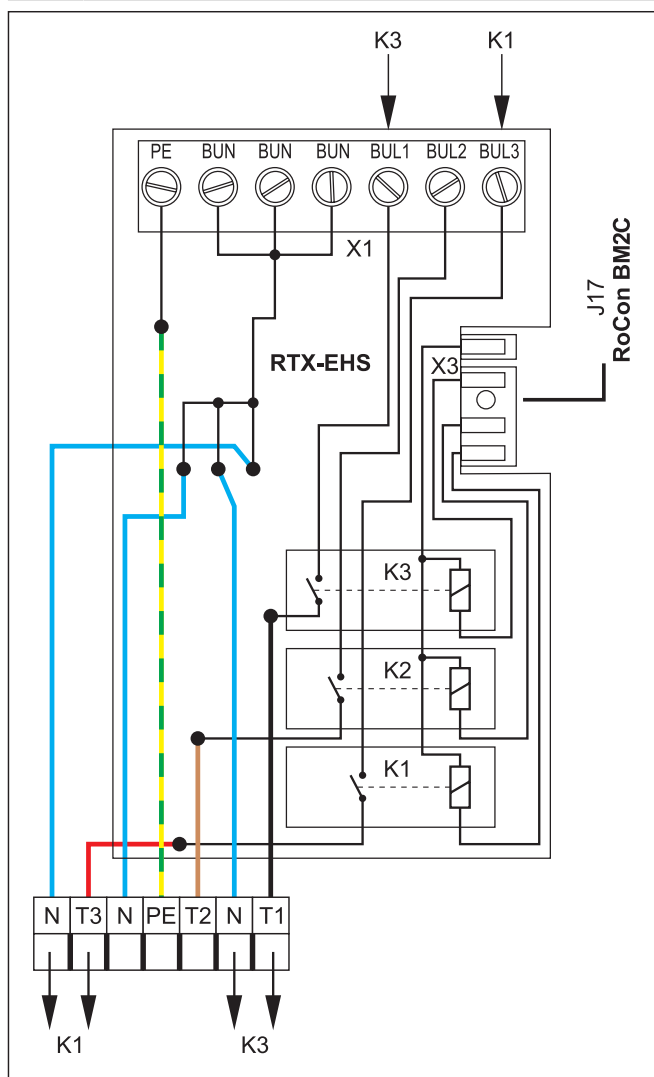 K3 K1
PE BUN BUN BUN BUL1 BUL2 BUL3
X1
J17
RoCon BM2C
RTX-EHS
X3
K3
K2
K1
N T3 N PE T2 N T1
K1 K3